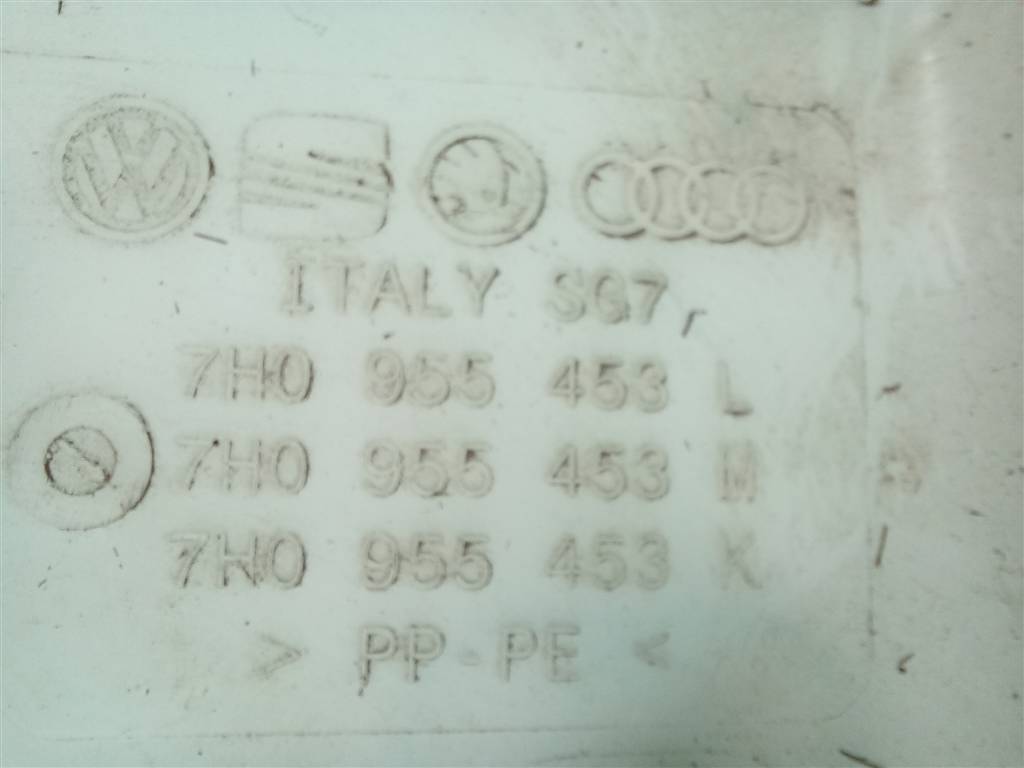 ITALY SG7
7H0 955 453 L
7H0 955 453 M
7H0 955 453 K
> PP-PE <